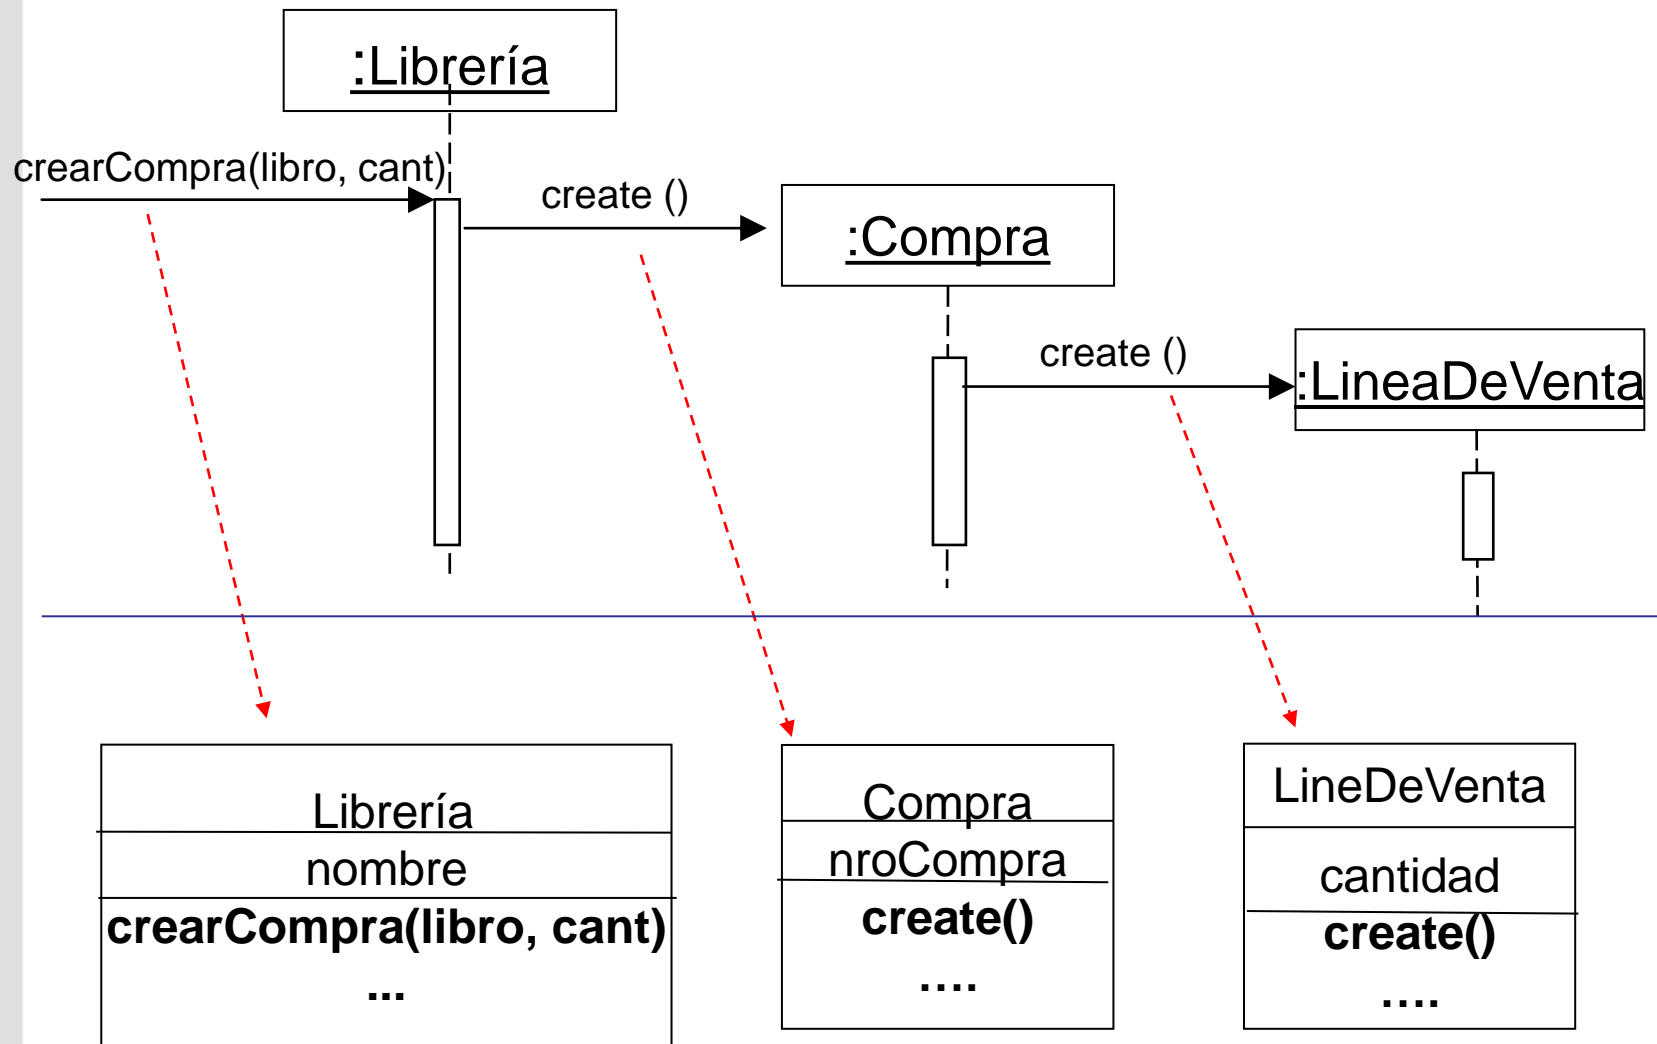 :Librería
crearCompra(libro, cant)
create ()
:Compra
create ()
:LineaDeVenta
Librería
nombre
crearCompra(libro, cant)
...
Compra
nroCompra
create()
....
LineDeVenta
cantidad
create()
....